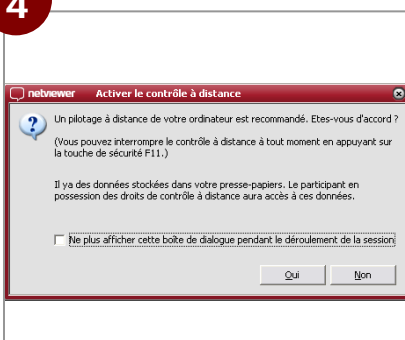 4
netviewer Activer le contrôle à distance
Un pilotage à distance de votre ordinateur est recommandé. Etes-vous d'accord ?
(Vous pouvez interrompre le contrôle à distance à tout moment en appuyant sur
la touche de sécurité F11.)
Il ya des données stockées dans votre presse-papiers. Le participant en
possession des droits de contrôle à distance aura accès à ces données.
Ne plus afficher cette boîte de dialogue pendant le déroulement de la session
Oui Non